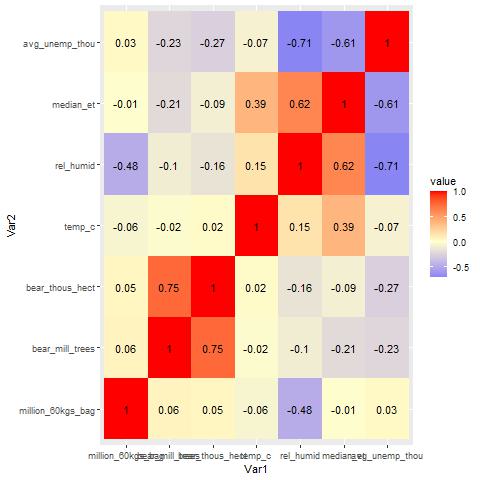 avg_unemp_thou 0.03 -0.23 -0.27 -0.07 -0.71 -0.61 1
median_et -0.01 -0.21 -0.09 0.39 0.62 1 -0.61
rel_humid -0.48 -0.1 -0.16 0.15 1 0.62 -0.71
temp_c -0.06 -0.02 0.02 1 0.15 0.39 -0.07
bear_thous_hect 0.05 0.75 1 0.02 -0.16 -0.09 -0.27
bear_mill_trees 0.06 1 0.75 -0.02 -0.1 -0.21 -0.23
million_60kgs_bag 1 0.06 0.05 -0.06 -0.48 -0.01 0.03
million_60kgs_bag bear_mill_trees bear_thous_hect temp_c rel_humid median_et avg_unemp_thou
Var1
Var2
value
1.0
0.5
0.0
-0.5